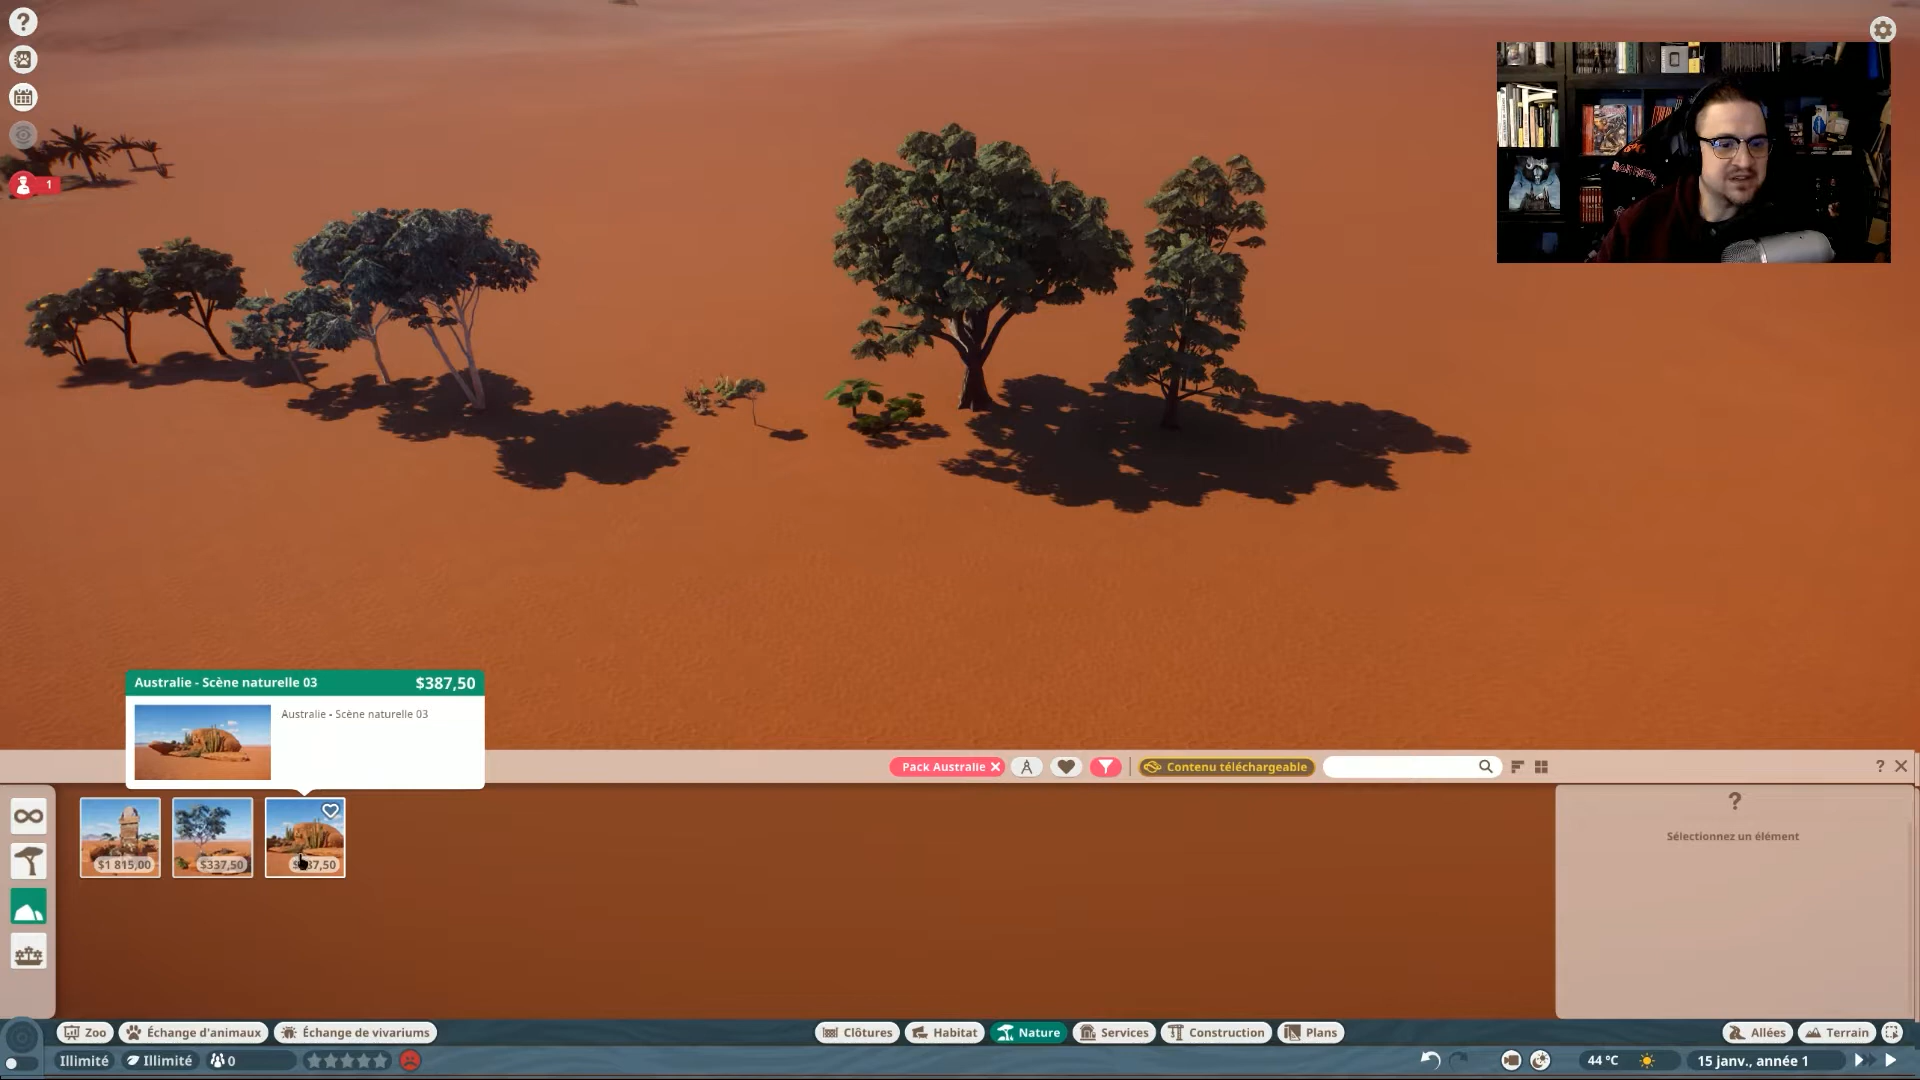 ?
1
IRON MAIDEN
Australie - Scène naturelle 03 $387,50
Australie - Scène naturelle 03
Pack Australie ×
Contenu téléchargeable
?
$1 815,00
$337,50
?
Sélectionnez un élément
Zoo
Échange d'animaux
Échange de vivariums
Clôtures
Habitat
Nature
Services
Construction
Plans
Allées
Terrain
Illimité
Illimité
0
44 °C
15 janv., année 1